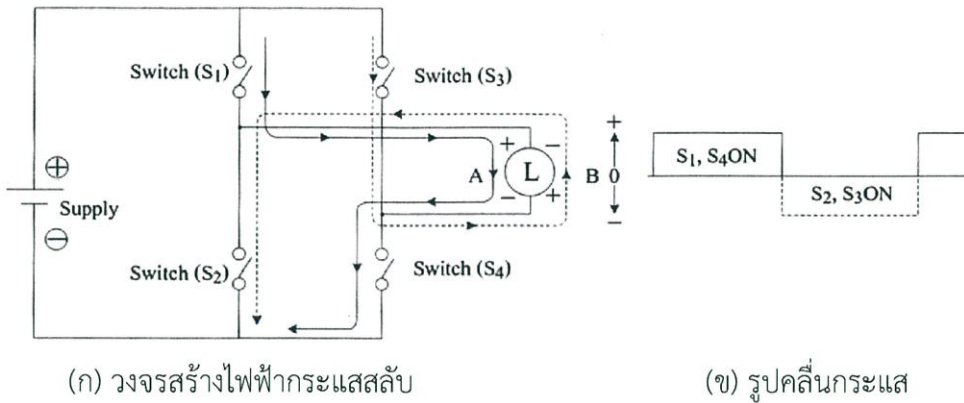 Switch (S1)
Switch (S3)
+
−
A
L
B
−
+
+
0
−
S1, S4ON
S2, S3ON
+
Supply
−
Switch (S2)
Switch (S4)
(ก) วงจรสร้างไฟฟ้ากระแสสลับ
(ข) รูปคลื่นกระแส